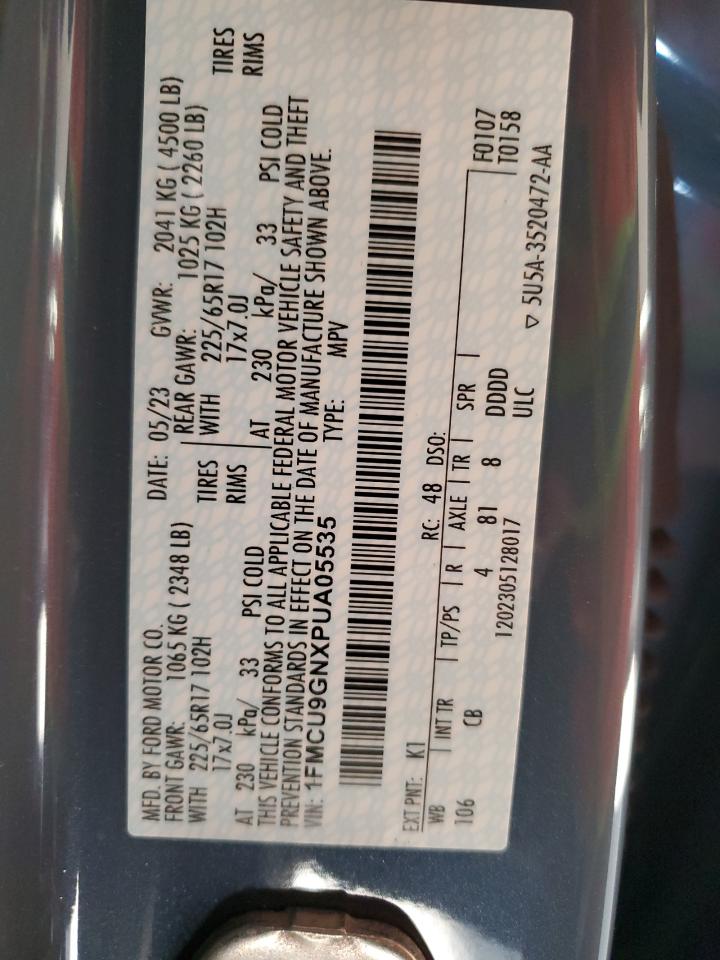 MFD. BY FORD MOTOR CO. DATE: 05/23 GVWR: 2041 KG ( 4500 LB)
FRONT GAWR: 1065 KG ( 2348 LB) REAR GAWR: 1025 KG ( 2260 LB)
WITH 225/65R17 102H TIRES WITH 225/65R17 102H TIRES
17x7.0J RIMS 17x7.0J RIMS
AT 230 kPa/ 33 PSI COLD AT 230 kPa/ 33 PSI COLD
THIS VEHICLE CONFORMS TO ALL APPLICABLE FEDERAL MOTOR VEHICLE SAFETY AND THEFT
PREVENTION STANDARDS IN EFFECT ON THE DATE OF MANUFACTURE SHOWN ABOVE.
VIN: 1FMCU9GNXPUA05535 TYPE: MPV
EXT PNT: K1 RC: 48 DSO:
WB INT TR TP/PS R AXLE TR SPR F0107
106 CB 4 81 8 DDDD T0158
1202305128017 ULC
▽ 5U5A-3520472-AA